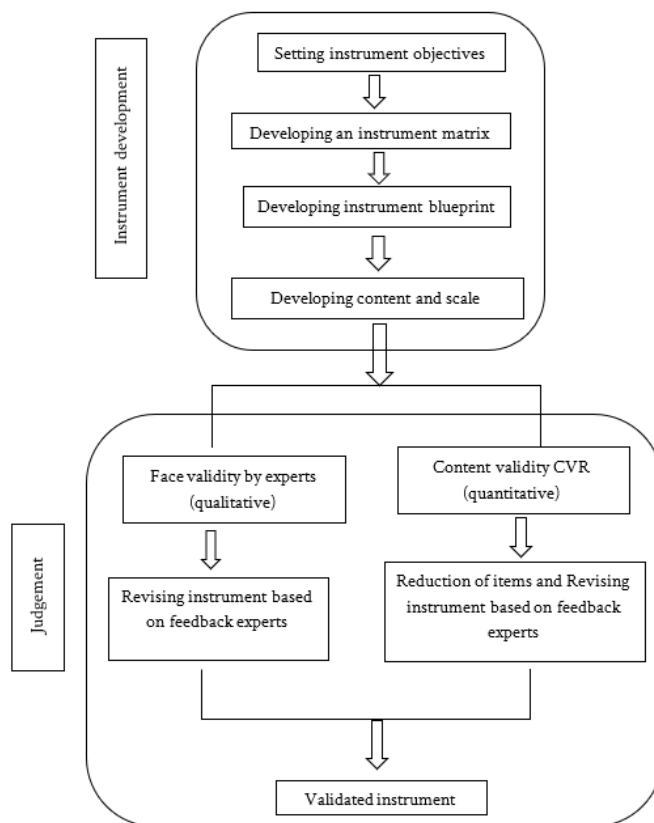 Instrument development
Setting instrument objectives
Developing an instrument matrix
Developing instrument blueprint
Developing content and scale
Judgement
Face validity by experts
(qualitative)
Content validity CVR
(quantitative)
Revising instrument based
on feedback experts
Reduction of items and Revising
instrument based on feedback
experts
Validated instrument